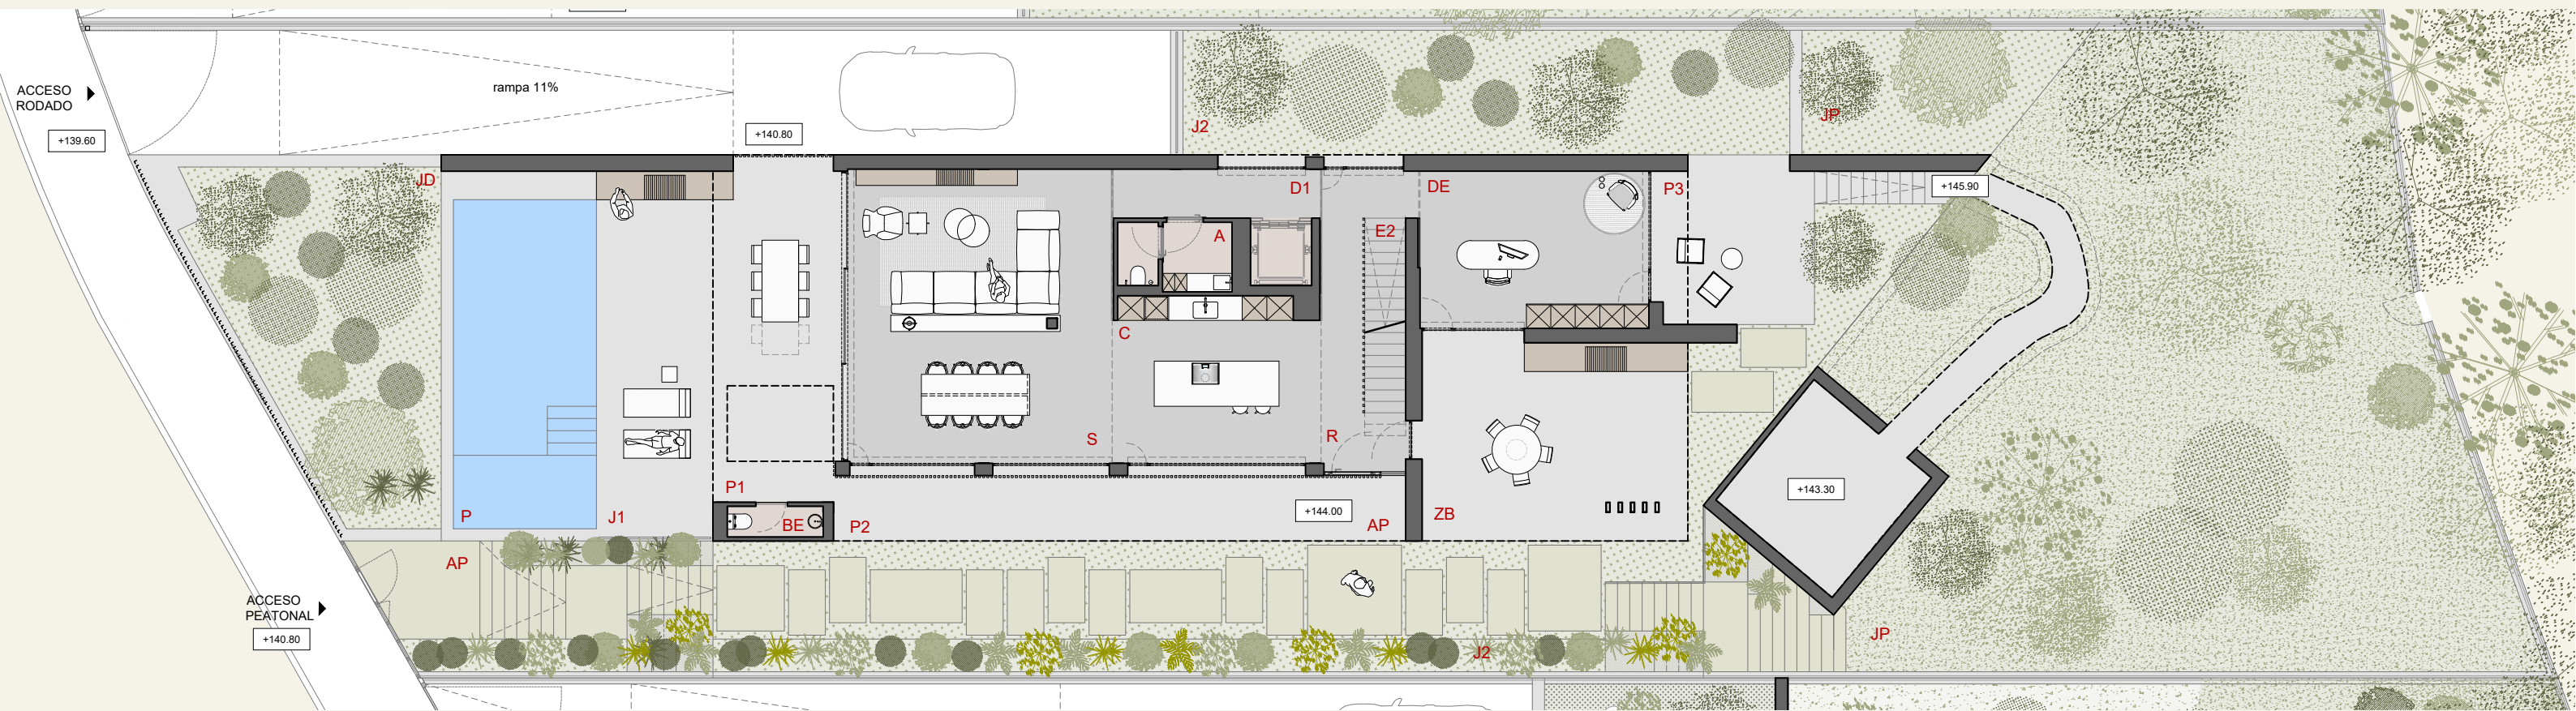 ACCESO
RODADO
+139.60
rampa 11%
+140.80
J2
JP
JD
D1
DE
P3
+145.90
A
E2
C
S
R
P1
P
J1
BE
P2
+144.00
AP
ZB
+143.30
AP
ACCESO
PEATONAL
+140.80
J2
JP